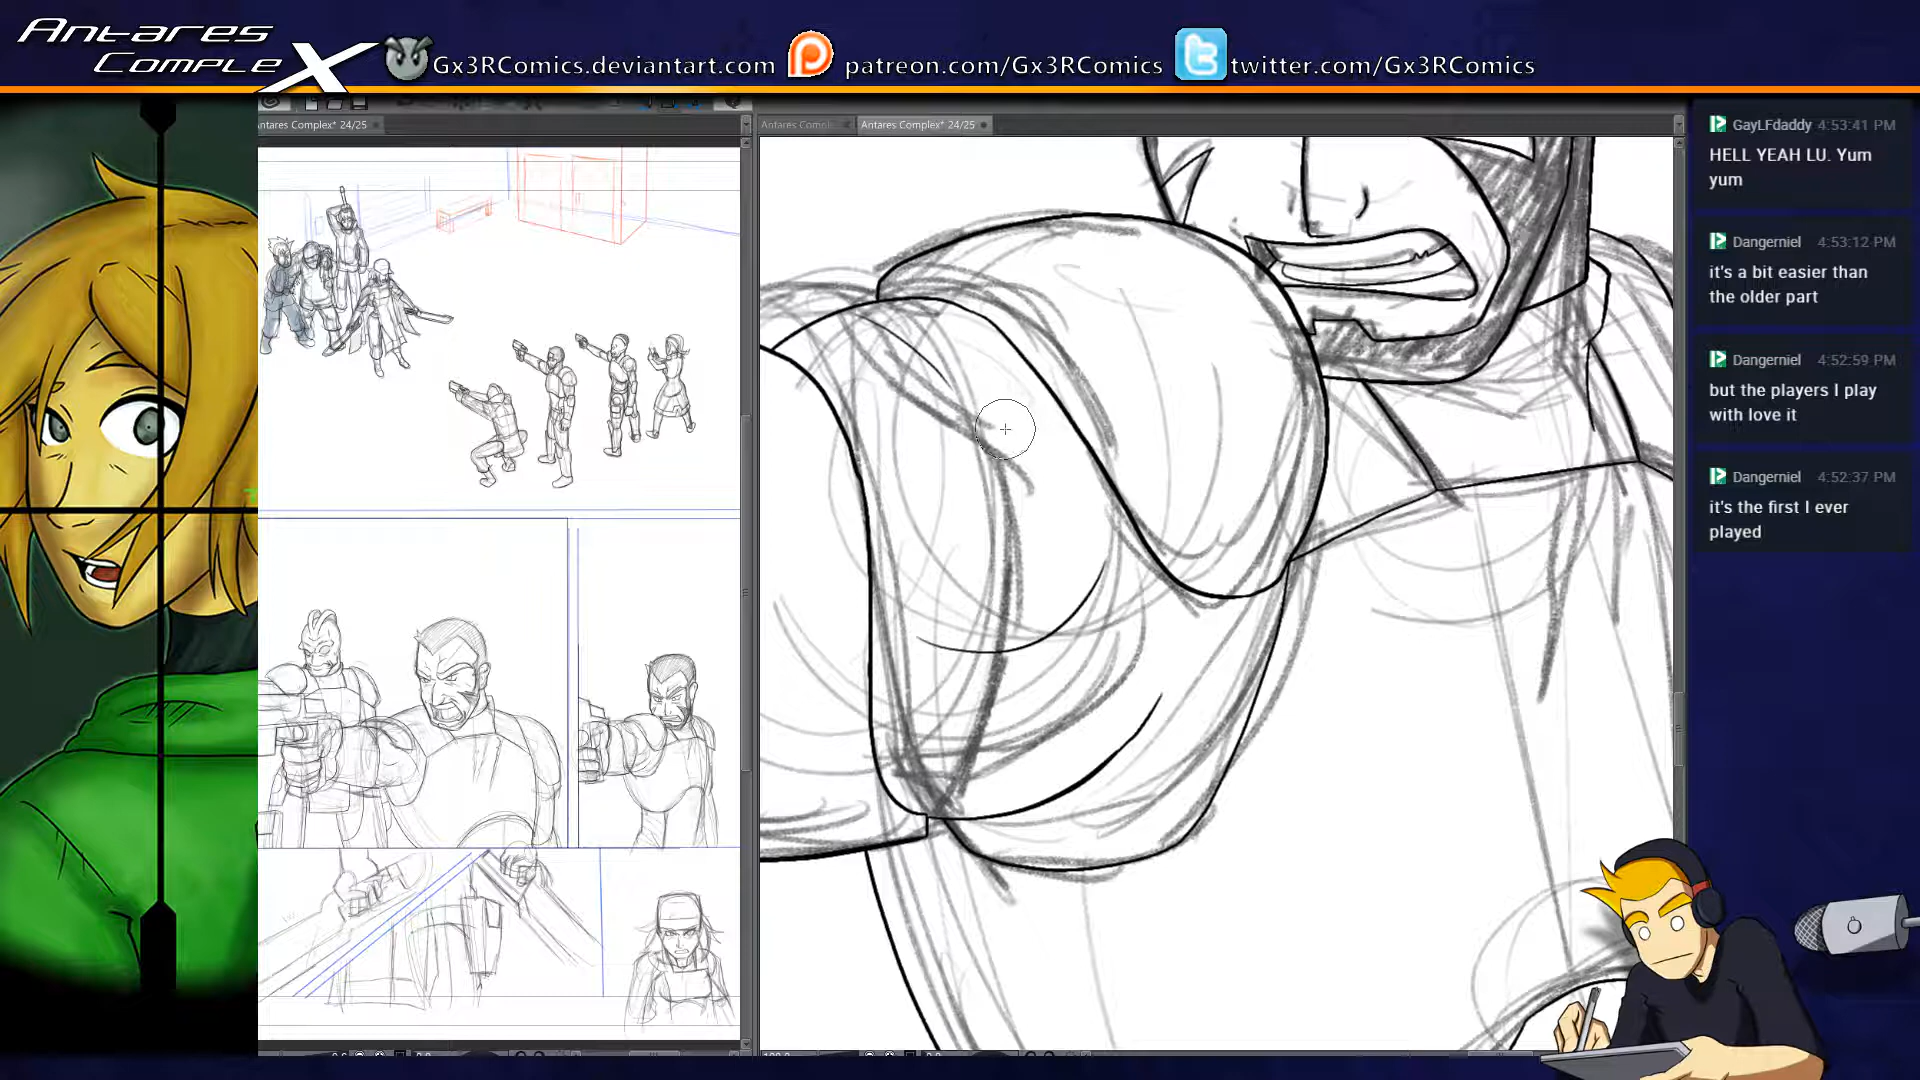 Antares
CompleX
Gx3RComics.deviantart.com
patreon.com/Gx3RComics
twitter.com/Gx3RComics
ntares Complex* 24/25
Antares Compl
Antares Complex* 24/25
GayLFdaddy 4:53:41 PM
HELL YEAH LU. Yum
yum
Dangerniel 4:53:12 PM
it's a bit easier than
the older part
Dangerniel 4:52:59 PM
but the players I play
with love it
Dangerniel 4:52:37 PM
it's the first I ever
played